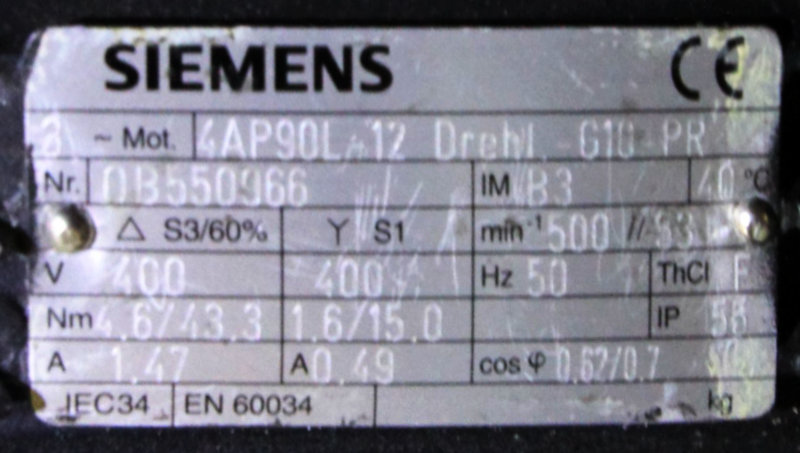 SIEMENS CE
3 ~ Mot. 4AP90L-12 Drehl.-G10-PR
Nr. OB550966 IM B3 40 °C
△ S3/60% Y S1 min⁻¹ 500 // S3
V 400 400 Hz 50 ThCl F
Nm 4.6/43.3 1.6/15.0 IP 55
A 1.47 A 0.49 cos φ 0.62/0.7
IEC34 EN 60034 kg